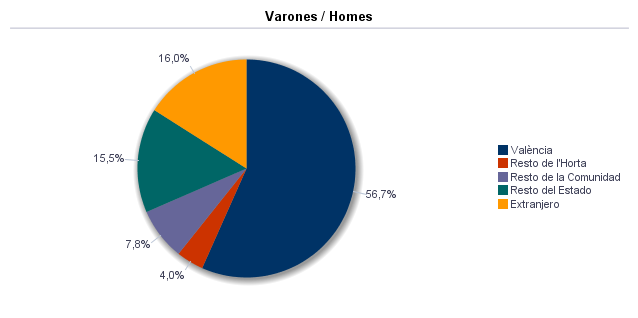 Varones / Homes
16,0%
15,5%
7,8%
4,0%
56,7%
València
Resto de l'Horta
Resto de la Comunidad
Resto del Estado
Extranjero